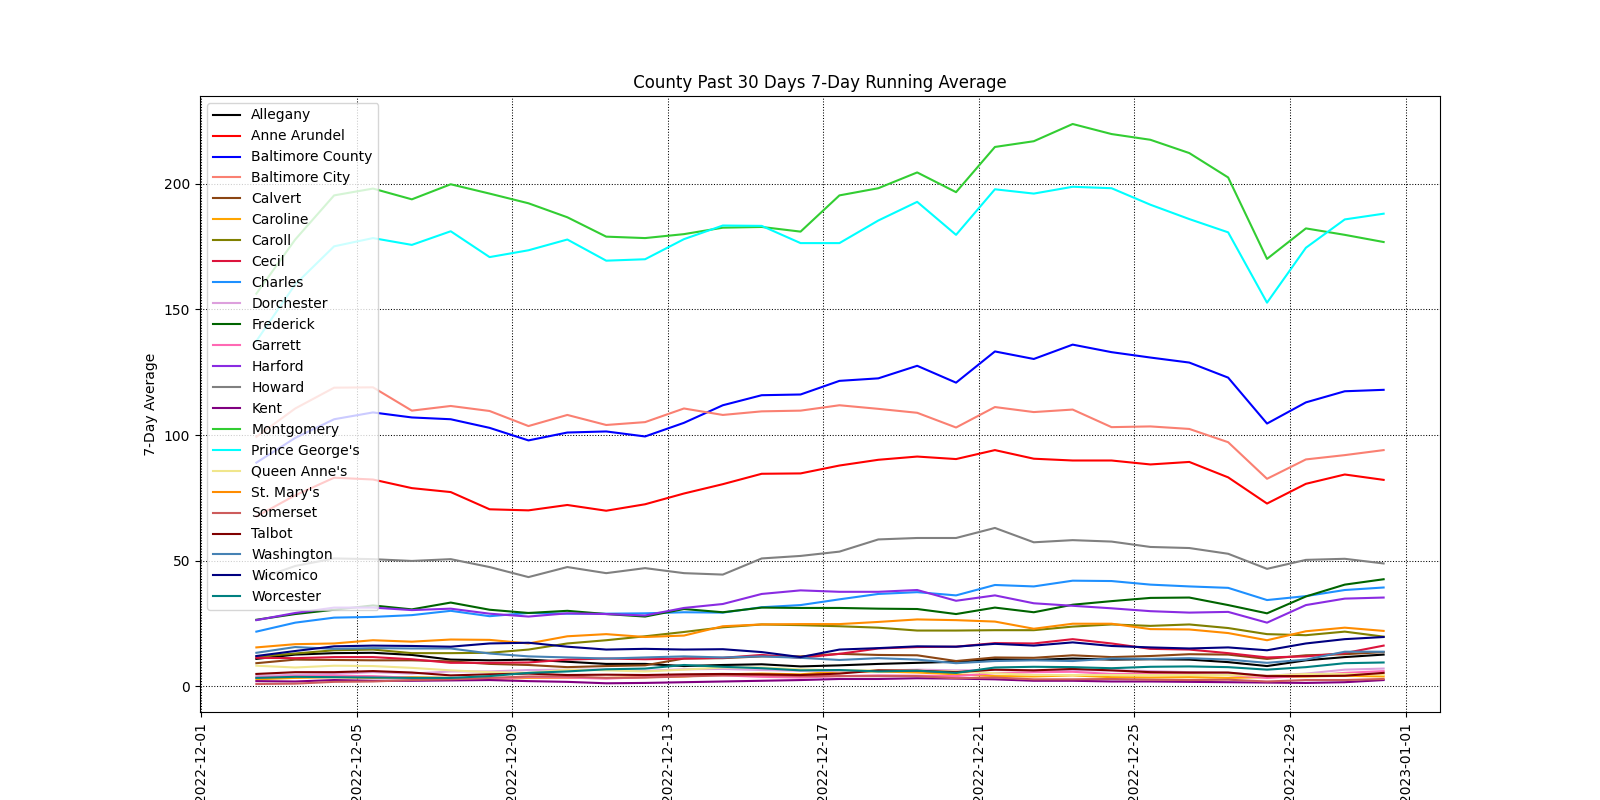 County Past 30 Days 7-Day Running Average
7-Day Average
200
150
100
50
0
Allegany
Anne Arundel
Baltimore County
Baltimore City
Calvert
Caroline
Caroll
Cecil
Charles
Dorchester
Frederick
Garrett
Harford
Howard
Kent
Montgomery
Prince George's
Queen Anne's
St. Mary's
Somerset
Talbot
Washington
Wicomico
Worcester
2022-12-01
2022-12-05
2022-12-09
2022-12-13
2022-12-17
2022-12-21
2022-12-25
2022-12-29
2023-01-01